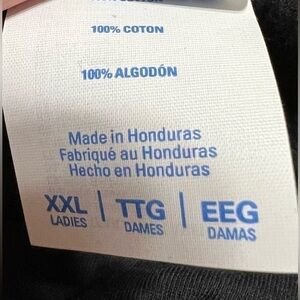 100% COTON
100% ALGODÓN
Made in Honduras
Fabriqué au Honduras
Hecho en Honduras
XXL | TTG | EEG
LADIES DAMES DAMAS